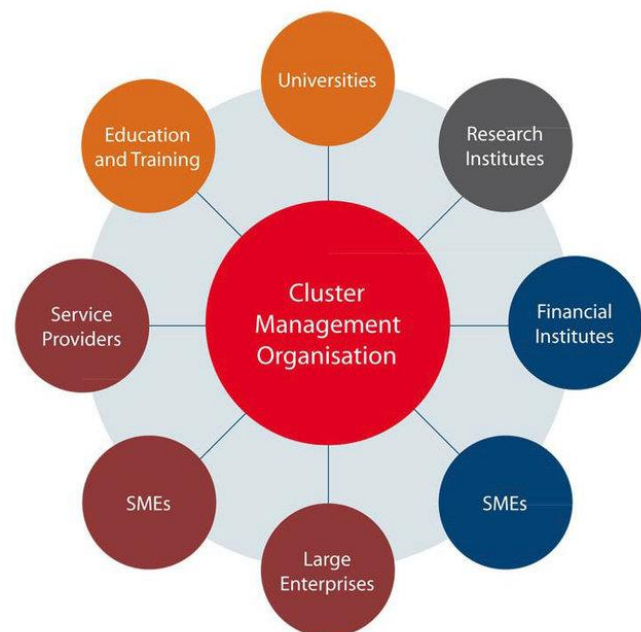 Universities
Education
and Training
Research
Institutes
Cluster
Management
Organisation
Service
Providers
Financial
Institutes
SMEs
SMEs
Large
Enterprises